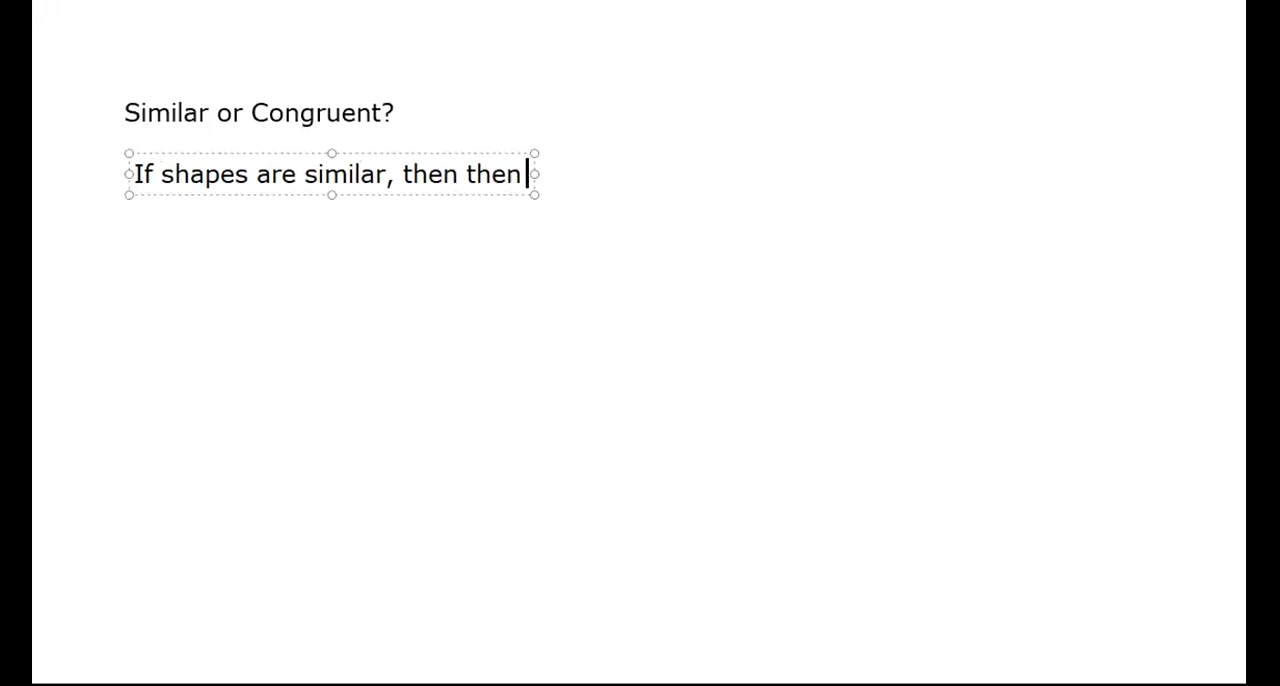 Similar or Congruent?
If shapes are similar, then then